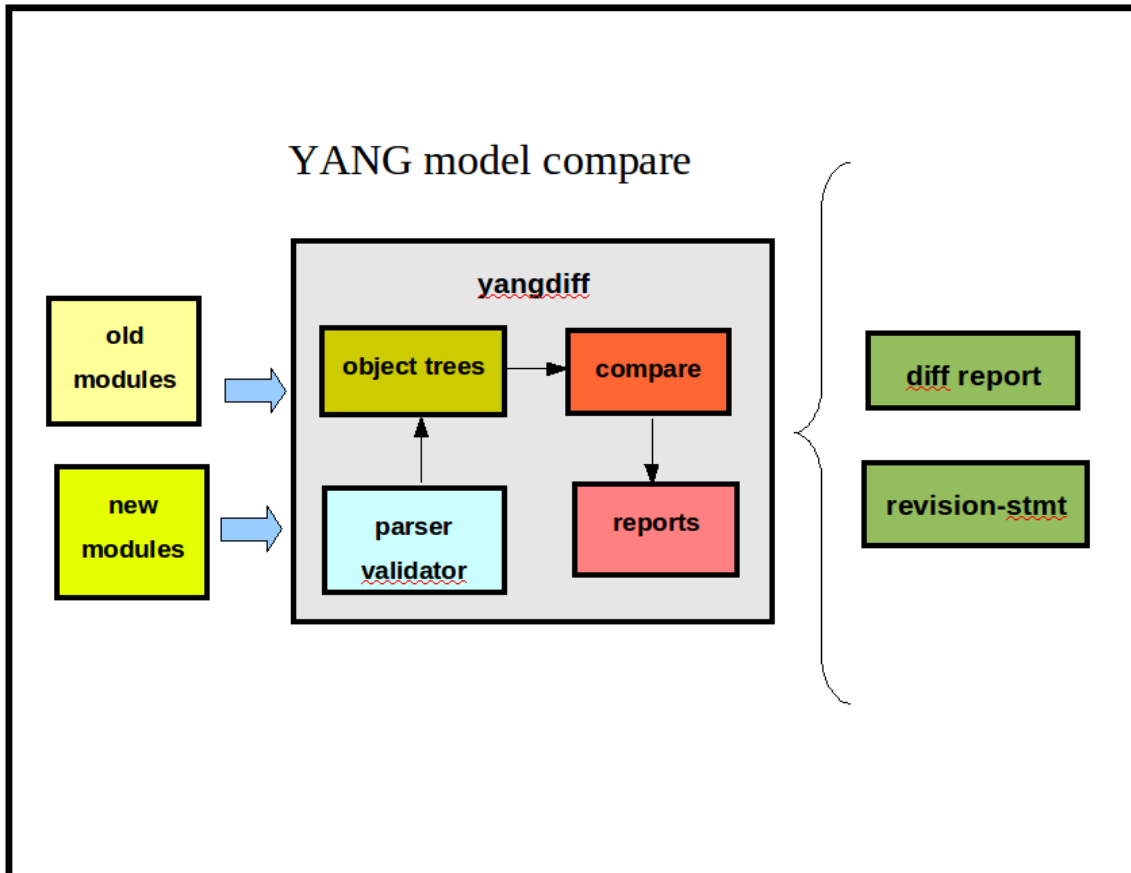 YANG model compare
yangdiff
old
modules
object trees
compare
diff report
new
modules
parser
validator
reports
revision-stmt